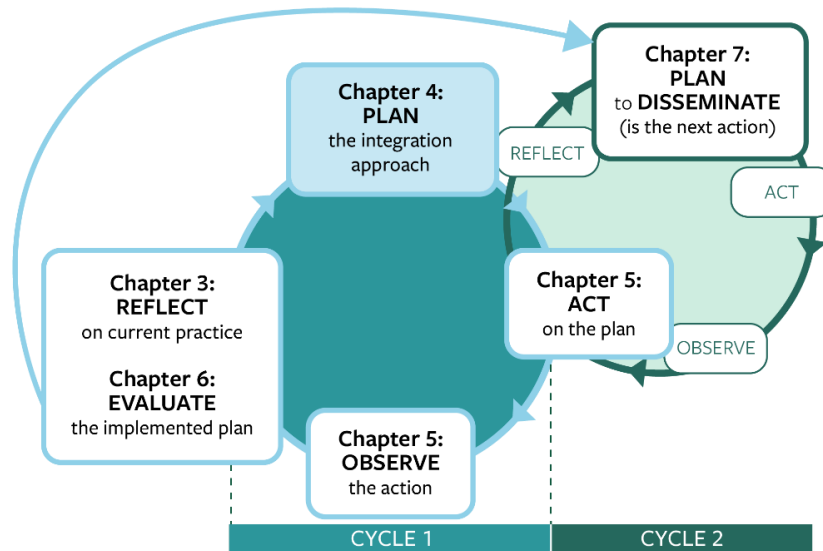 Chapter 7:
PLAN
to DISSEMINATE
(is the next action)
Chapter 4:
PLAN
the integration
approach
REFLECT
ACT
Chapter 3:
REFLECT
on current practice
Chapter 6:
EVALUATE
the implemented plan
Chapter 5:
ACT
on the plan
OBSERVE
Chapter 5:
OBSERVE
the action
CYCLE 1
CYCLE 2